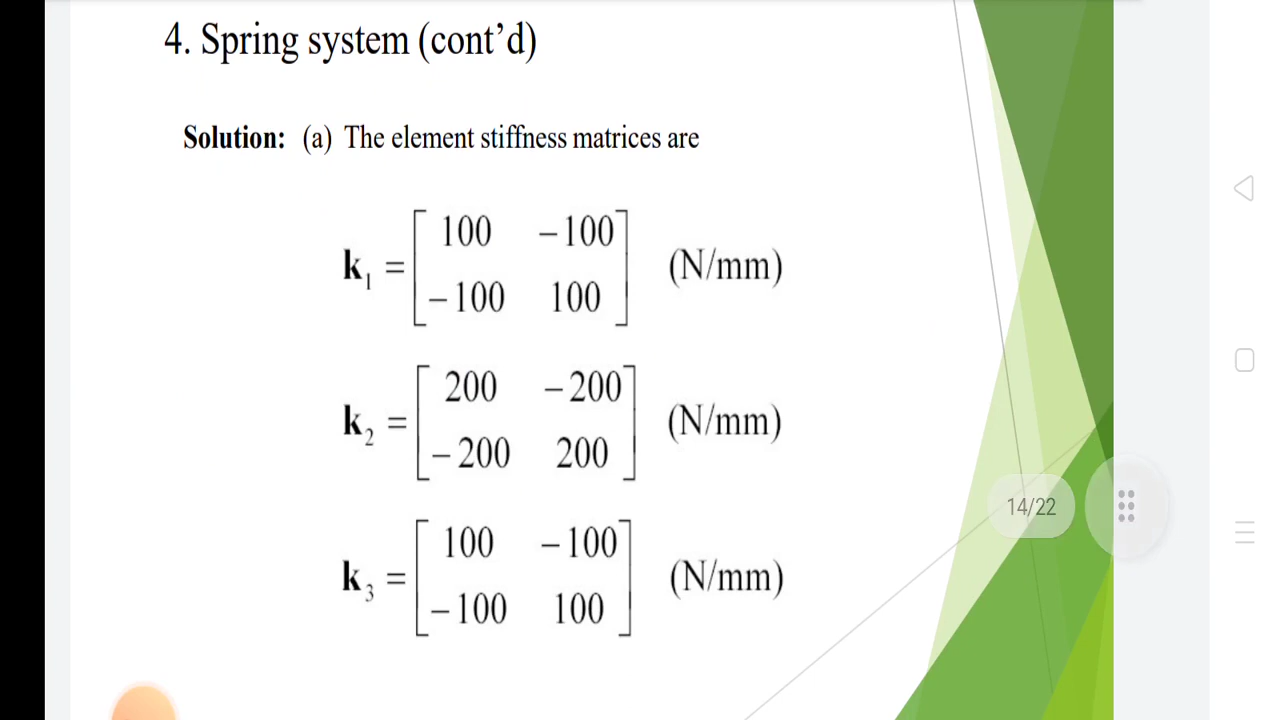 4. Spring system (cont’d)
Solution: (a) The element stiffness matrices are
k₁ = [ 100 −100
−100 100 ] (N/mm)
k₂ = [ 200 −200
−200 200 ] (N/mm)
k₃ = [ 100 −100
−100 100 ] (N/mm)
14/22